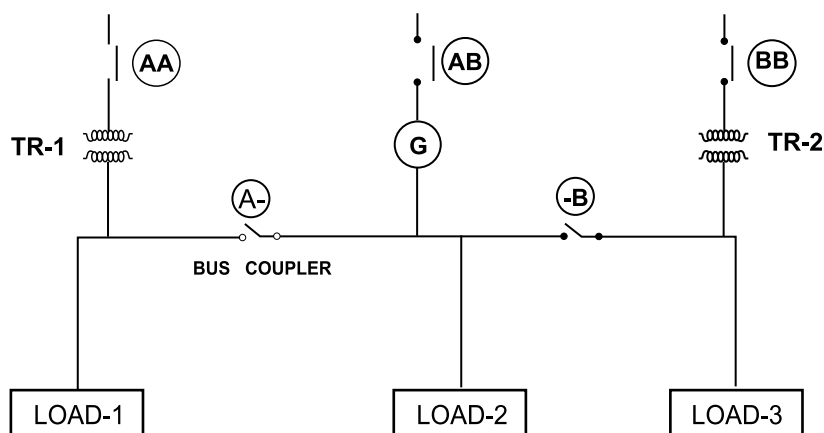 AA
AB
BB
TR-1
G
TR-2
A-
-B
BUS COUPLER
LOAD-1
LOAD-2
LOAD-3